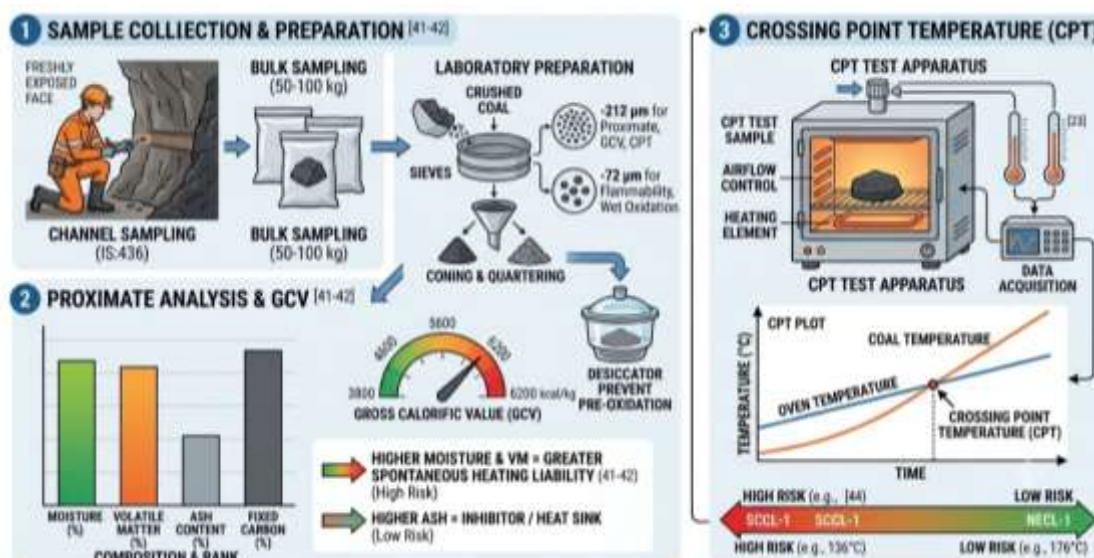 1 SAMPLE COLLIECTION & PREPARATION [41-42]
FRESHLY
EXPOSED
FACE
CHANNEL SAMPLING
(IS:436)
BULK SAMPLING
(50-100 kg)
BULK SAMPLING
(50-100 kg)
LABORATORY PREPARATION
CRUSHED
COAL
SIEVES
-212 µm for
Proximate,
GCV, CPT
-72 µm for
Flammability,
Wet Oxidation
CONING & QUARTERING
DESICCATOR
PREVENT
PRE-OXIDATION
2 PROXIMATE ANALYSIS & GCV [41-42]
MOISTURE
(%)
VOLATILE
MATTER
(%)
ASH
CONTENT
(%)
FIXED
CARBON
(%)
COMPOSITION & RANK
3800
4600
5600
6200
6200 kcal/kg
GROSS CALORIFIC VALUE (GCV)
HIGHER MOISTURE & VM = GREATER
SPONTANEOUS HEATING LIABILITY (41-42]
(High Risk)
HIGHER ASH = INHIBITOR / HEAT SINK
(Low Risk)
3 CROSSING POINT TEMPERATURE (CPT)
CPT TEST APPARATUS
CPT TEST
SAMPLE
AIRFLOW
CONTROL
HEATING
ELEMENT
[23]
CPT TEST APPARATUS
DATA
ACQUISITION
CPT PLOT
TEMPERATURE (°C)
COAL TEMPERATURE
OVEN TEMPERATURE
CROSSING POINT
TEMPERATURE (CPT)
TIME
HIGH RISK (e.g., [44)
LOW RISK
SCCL-1
SCCL-1
NECL-1
HIGH RISK (e.g., 136°C)
LOW RISK (e.g., 176°C)